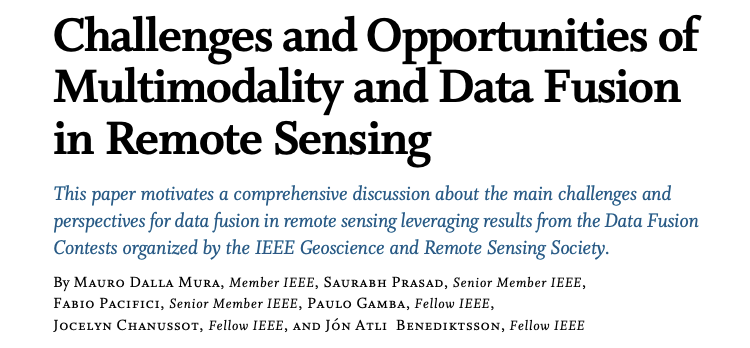 Challenges and Opportunities of
Multimodality and Data Fusion
in Remote Sensing
This paper motivates a comprehensive discussion about the main challenges and
perspectives for data fusion in remote sensing leveraging results from the Data Fusion
Contests organized by the IEEE Geoscience and Remote Sensing Society.
By Mauro Dalla Mura, Member IEEE, Saurabh Prasad, Senior Member IEEE,
Fabio Pacifici, Senior Member IEEE, Paulo Gamba, Fellow IEEE,
Jocelyn Chanussot, Fellow IEEE, and Jón Atli Benediktsson, Fellow IEEE